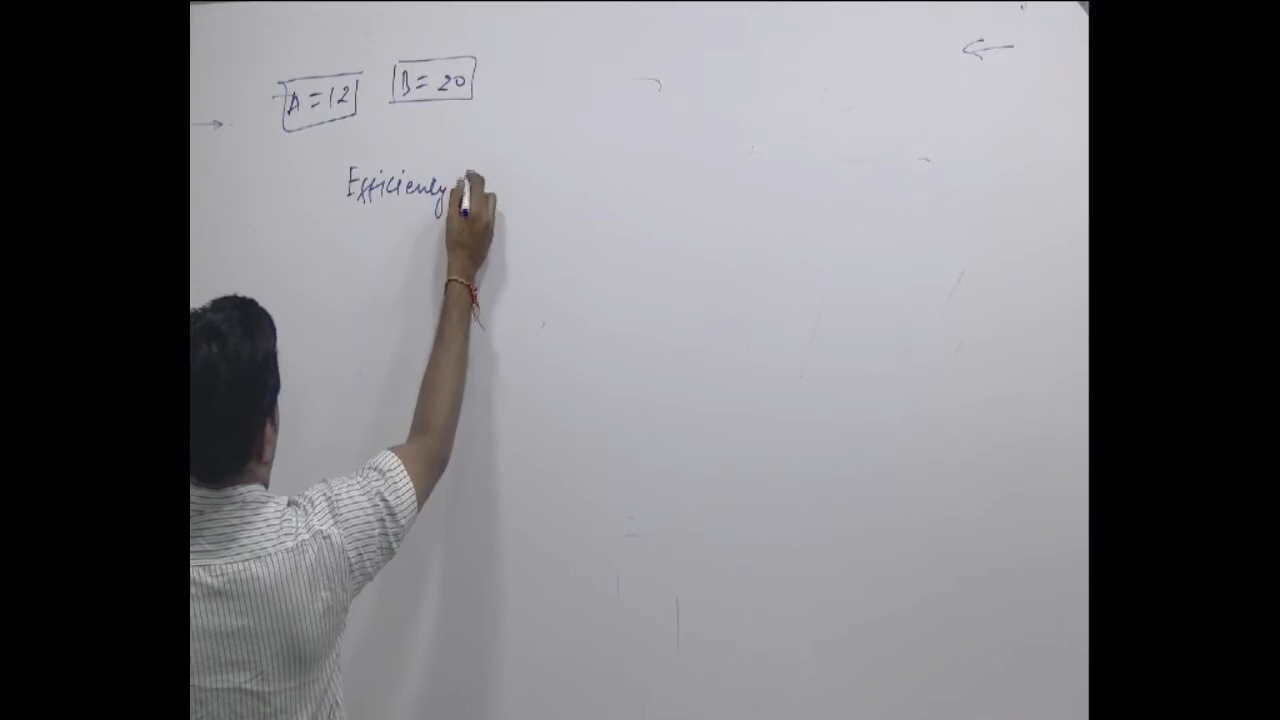 A = 12 B = 20
Efficiency